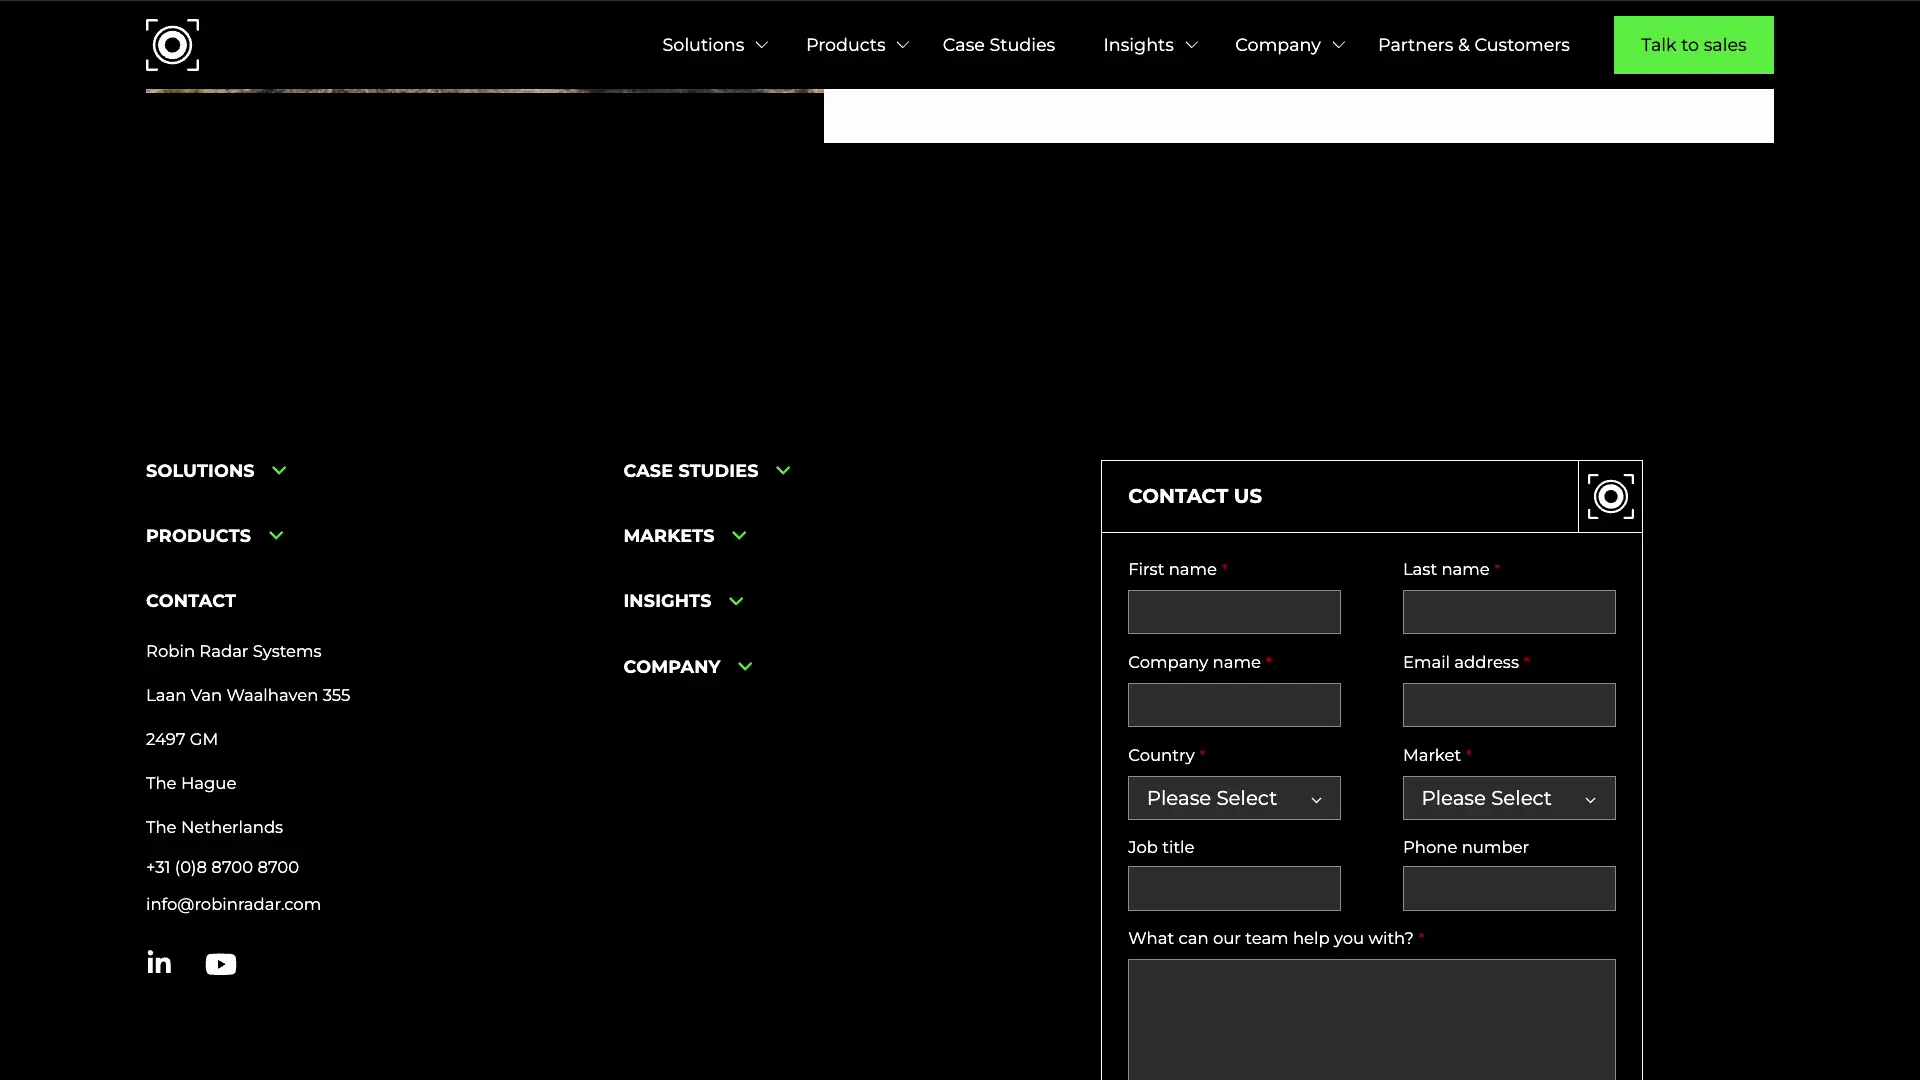 Solutions
Products
Case Studies
Insights
Company
Partners & Customers
Talk to sales
SOLUTIONS
PRODUCTS
CONTACT
Robin Radar Systems
Laan Van Waalhaven 355
2497 GM
The Hague
The Netherlands
+31 (0)8 8700 8700
info@robinradar.com
CASE STUDIES
MARKETS
INSIGHTS
COMPANY
CONTACT US
First name *
Last name *
Company name *
Email address *
Country *
Market *
Please Select
Please Select
Job title
Phone number
What can our team help you with? *